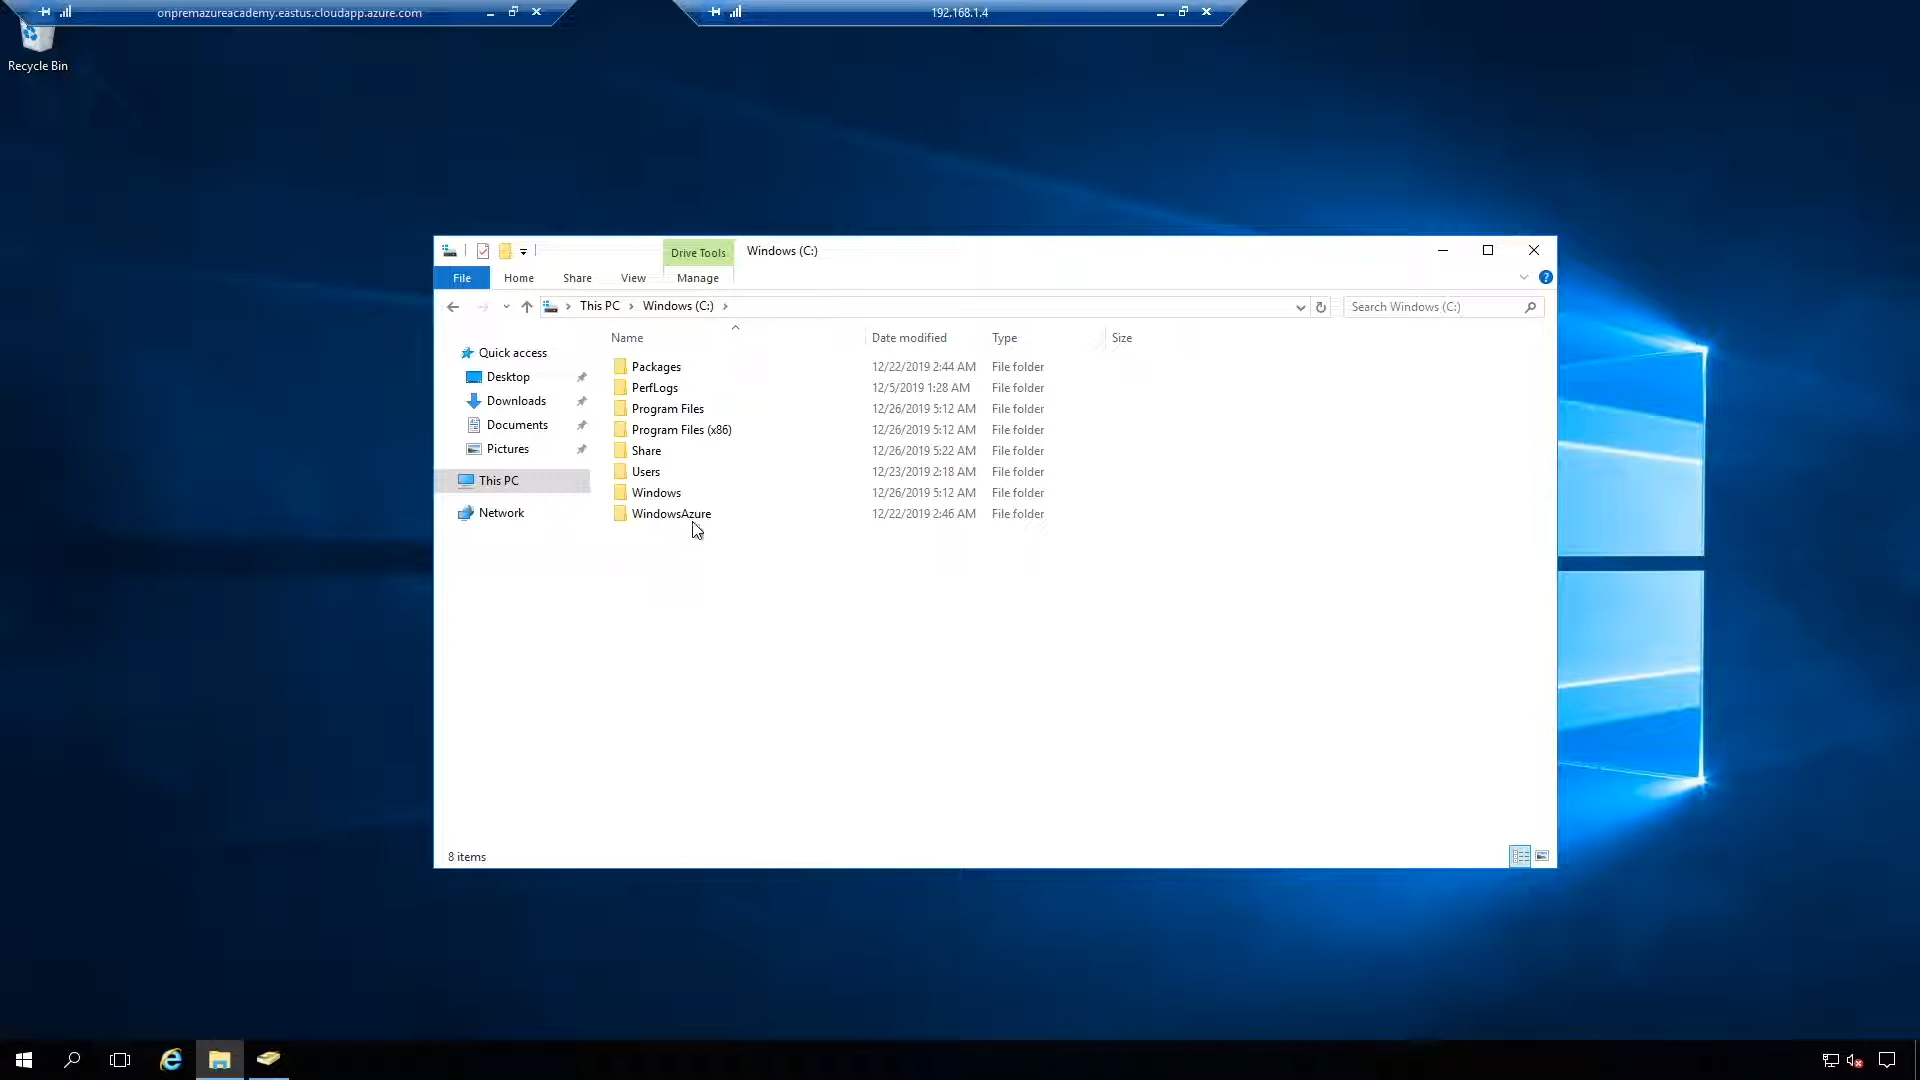 onpremazureacademy.eastus.cloudapp.azure.com
192.168.1.4
Recycle Bin
Drive Tools
Windows (C:)
File
Home
Share
View
Manage
This PC
Windows (C:)
Search Windows (C:)
Name
Date modified
Type
Size
Quick access
Desktop
Downloads
Documents
Pictures
This PC
Network
Packages 12/22/2019 2:44 AM File folder
PerfLogs 12/5/2019 1:28 AM File folder
Program Files 12/26/2019 5:12 AM File folder
Program Files (x86) 12/26/2019 5:12 AM File folder
Share 12/26/2019 5:22 AM File folder
Users 12/23/2019 2:18 AM File folder
Windows 12/26/2019 5:12 AM File folder
WindowsAzure 12/22/2019 2:46 AM File folder
8 items